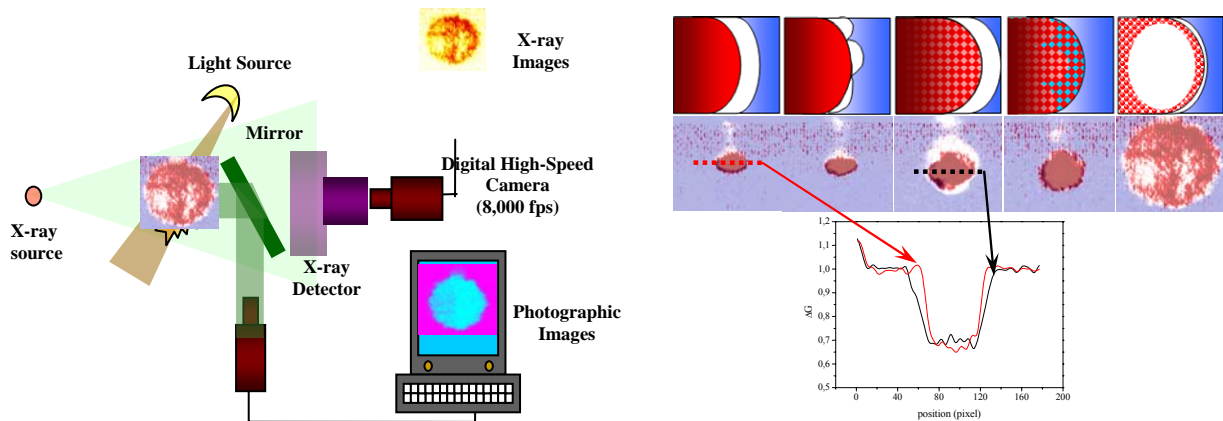 X-ray
Images
Light Source
Mirror
Digital High-Speed
Camera
(8,000 fps)
X-ray
source
X-ray
Detector
Photographic
Images
1,2
1,1
1,0
0,9
0,8
0,7
0,6
0,5
ΔG
0
40
80
120
160
200
position (pixel)